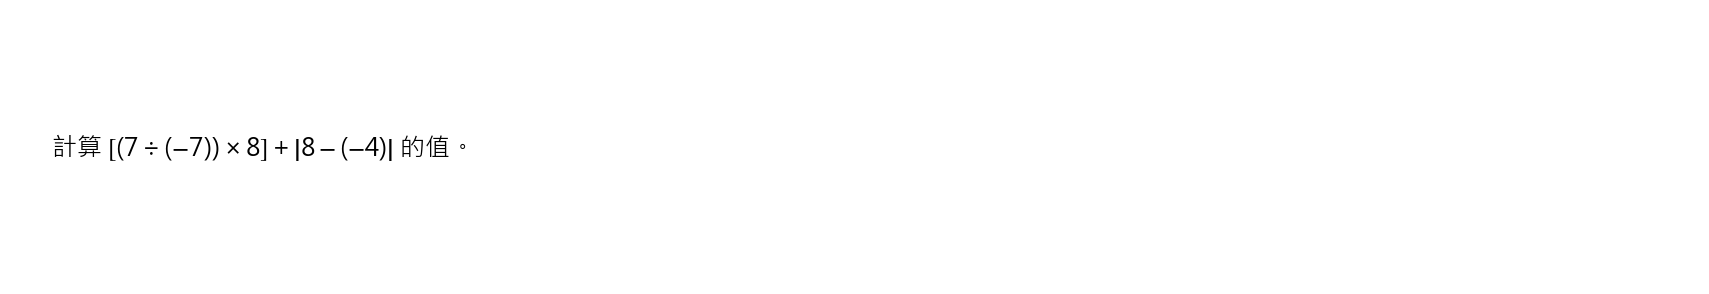 計算 [(7 ÷ (−7)) × 8] + |8 − (−4)| 的值。